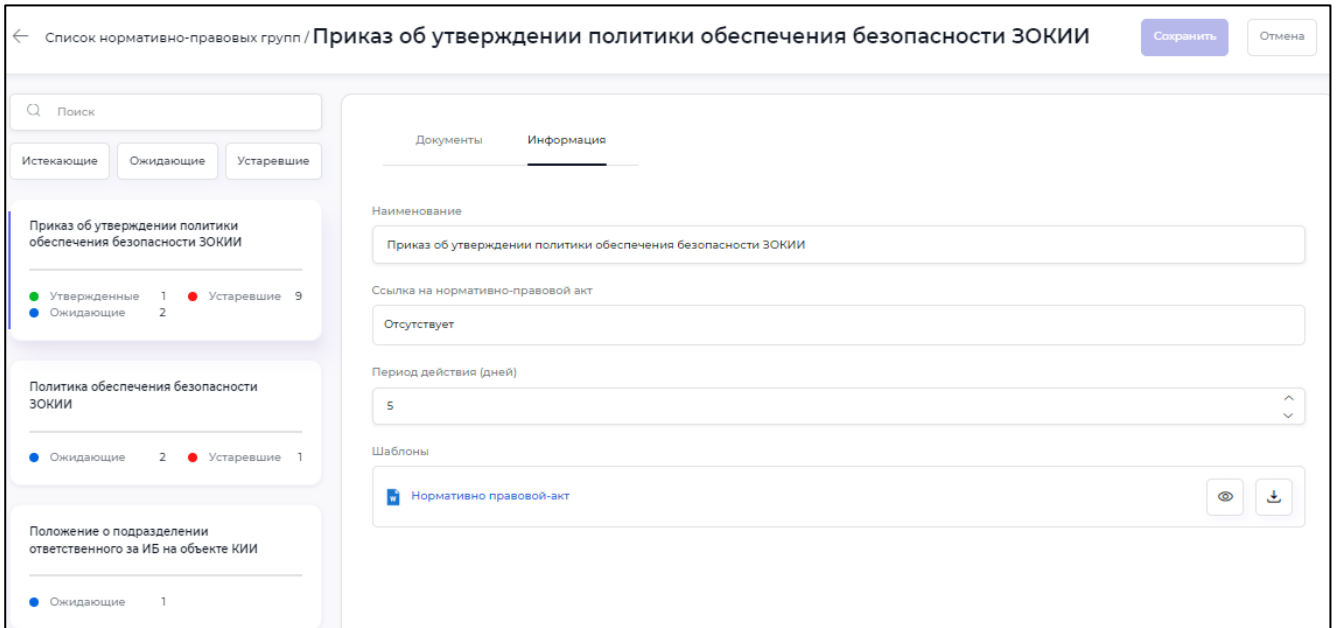 Список нормативно-правовых групп / Приказ об утверждении политики обеспечения безопасности ЗОКИИ
Сохранить
Отмена
Поиск
Истекающие
Ожидающие
Устаревшие
Приказ об утверждении политики
обеспечения безопасности ЗОКИИ
Утвержденные 1 Устаревшие 9
Ожидающие 2
Политика обеспечения безопасности
ЗОКИИ
Ожидающие 2 Устаревшие 1
Положение о подразделении
ответственного за ИБ на объекте КИИ
Ожидающие 1
Документы
Информация
Наименование
Приказ об утверждении политики обеспечения безопасности ЗОКИИ
Ссылка на нормативно-правовой акт
Отсутствует
Период действия (дней)
5
Шаблоны
Нормативно правовой-акт